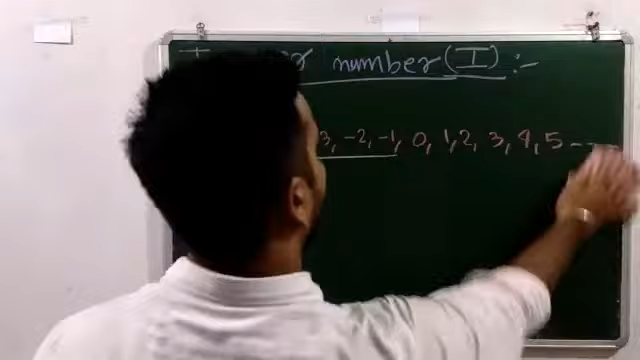 number (I) :-
3, -2, -1, 0, 1, 2, 3, 4, 5 ---